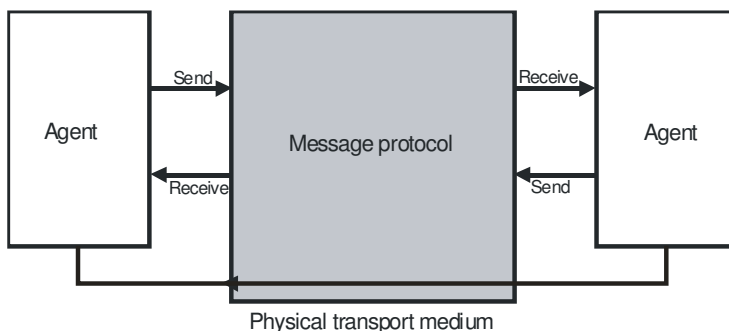 Send
Receive
Agent
Message protocol
Agent
Receive
Send
Physical transport medium